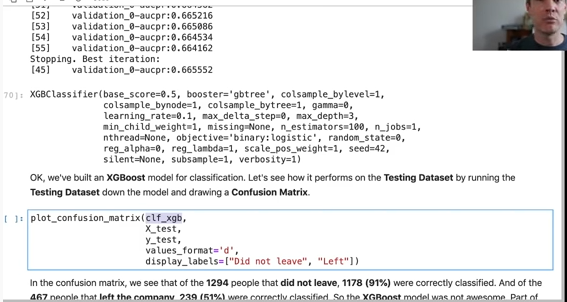 [52] validation_0-aucpr:0.665216
[53] validation_0-aucpr:0.665086
[54] validation_0-aucpr:0.664534
[55] validation_0-aucpr:0.664162
Stopping. Best iteration:
[45] validation_0-aucpr:0.665552
70]: XGBClassifier(base_score=0.5, booster='gbtree', colsample_bylevel=1,
colsample_bynode=1, colsample_bytree=1, gamma=0,
learning_rate=0.1, max_delta_step=0, max_depth=3,
min_child_weight=1, missing=None, n_estimators=100, n_jobs=1,
nthread=None, objective='binary:logistic', random_state=0,
reg_alpha=0, reg_lambda=1, scale_pos_weight=1, seed=42,
silent=None, subsample=1, verbosity=1)
OK, we've built an XGBoost model for classification. Let's see how it performs on the Testing Dataset by running the
Testing Dataset down the model and drawing a Confusion Matrix.
[ ]: plot_confusion_matrix(clf_xgb,
X_test,
y_test,
values_format='d',
display_labels=["Did not leave", "Left"])
In the confusion matrix, we see that of the 1294 people that did not leave, 1178 (91%) were correctly classified. And of the
467 people that left the company, 239 (51%) were correctly classified. So the XGBoost model was not awesome. Part of